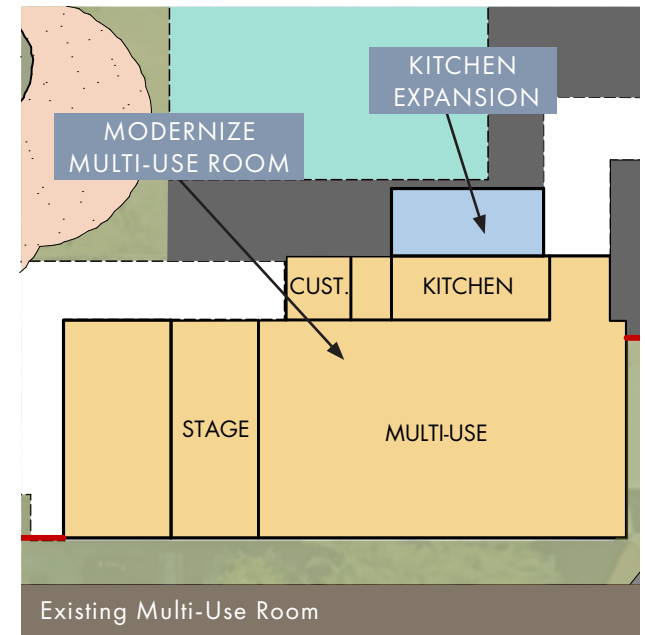 KITCHEN
EXPANSION
MODERNIZE
MULTI-USE ROOM
CUST.
KITCHEN
STAGE
MULTI-USE
Existing Multi-Use Room